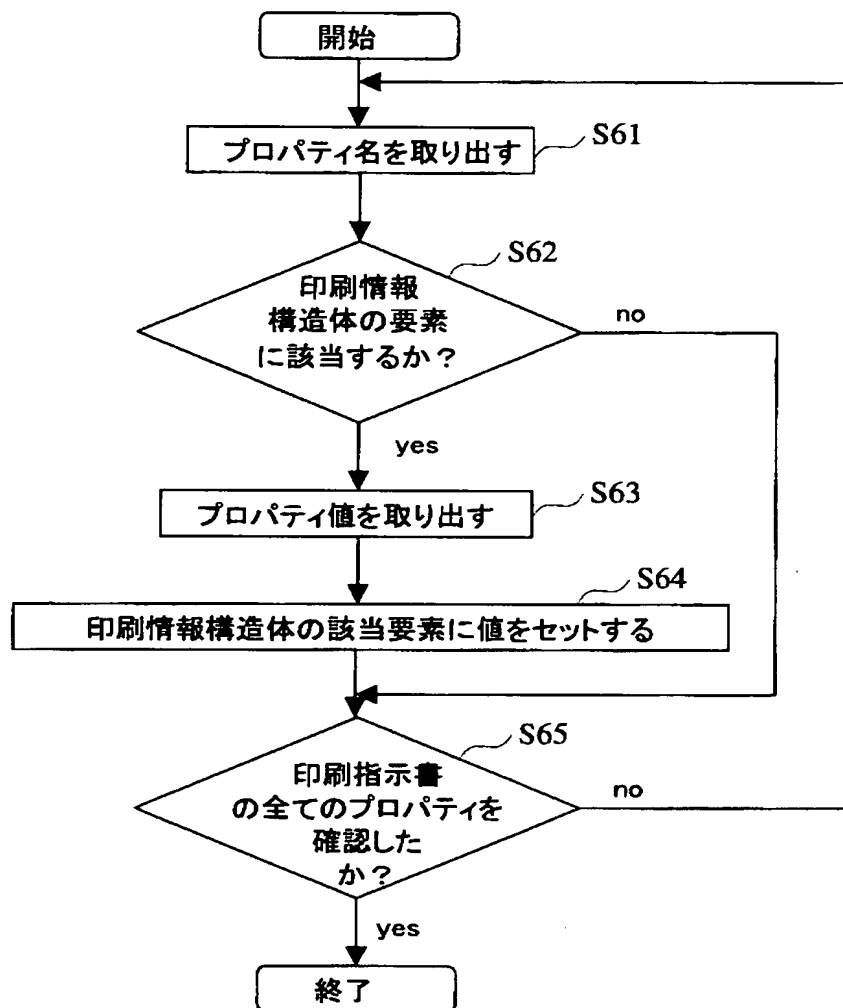 開始
プロパティ名を取り出す
S61
S62
印刷情報
構造体の要素
に該当するか？
no
yes
S63
プロパティ値を取り出す
S64
印刷情報構造体の該当要素に値をセットする
S65
印刷指示書
の全てのプロパティを
確認した
か？
no
yes
終了